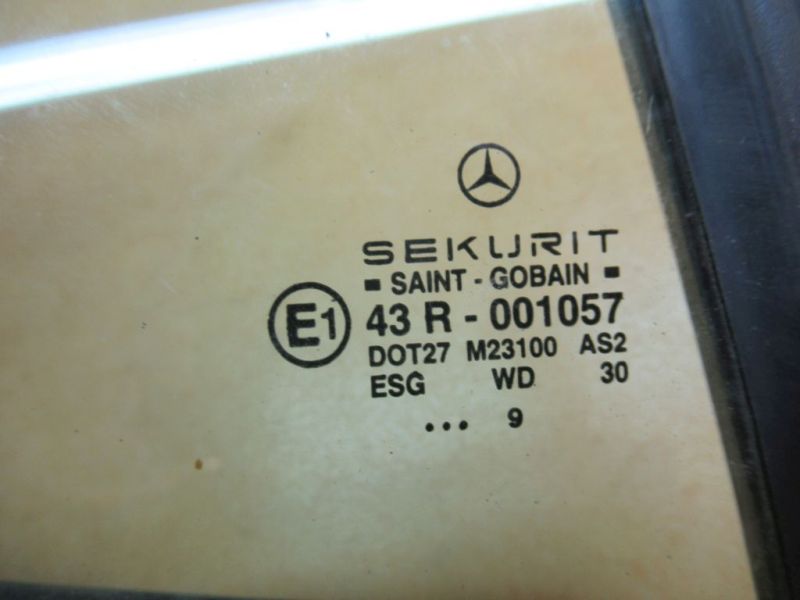 SEKURIT
▪ SAINT - GOBAIN ▪
E1 43 R - 001057
DOT27 M23100 AS2
ESG WD 30
... 9